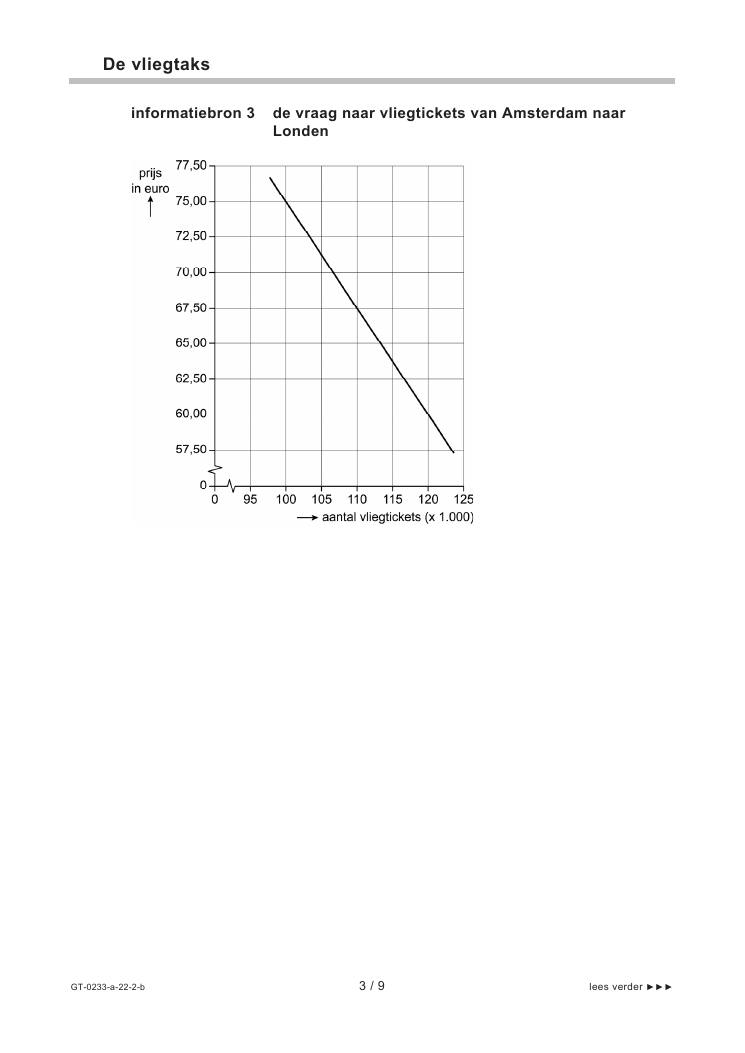 De vliegtaks
informatiebron 3 de vraag naar vliegtickets van Amsterdam naar
Londen
prijs
in euro
77,50
75,00
72,50
70,00
67,50
65,00
62,50
60,00
57,50
0
0 95 100 105 110 115 120 125
aantal vliegtickets (x 1.000)
GT-0233-a-22-2-b 3 / 9 lees verder ►►►